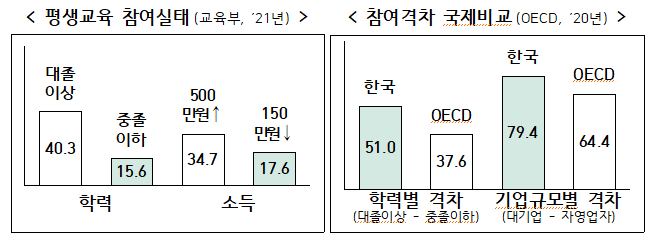 < 평생교육 참여실태 (교육부, ´21년) >
대졸
이상
40.3
중졸
이하
15.6
500
만원↑
34.7
150
만원↓
17.6
학력
소득
< 참여격차 국제비교 (OECD, ´20년) >
한국
51.0
OECD
37.6
한국
79.4
OECD
64.4
학력별 격차
(대졸이상 - 중졸이하)
기업규모별 격차
(대기업 - 자영업자)